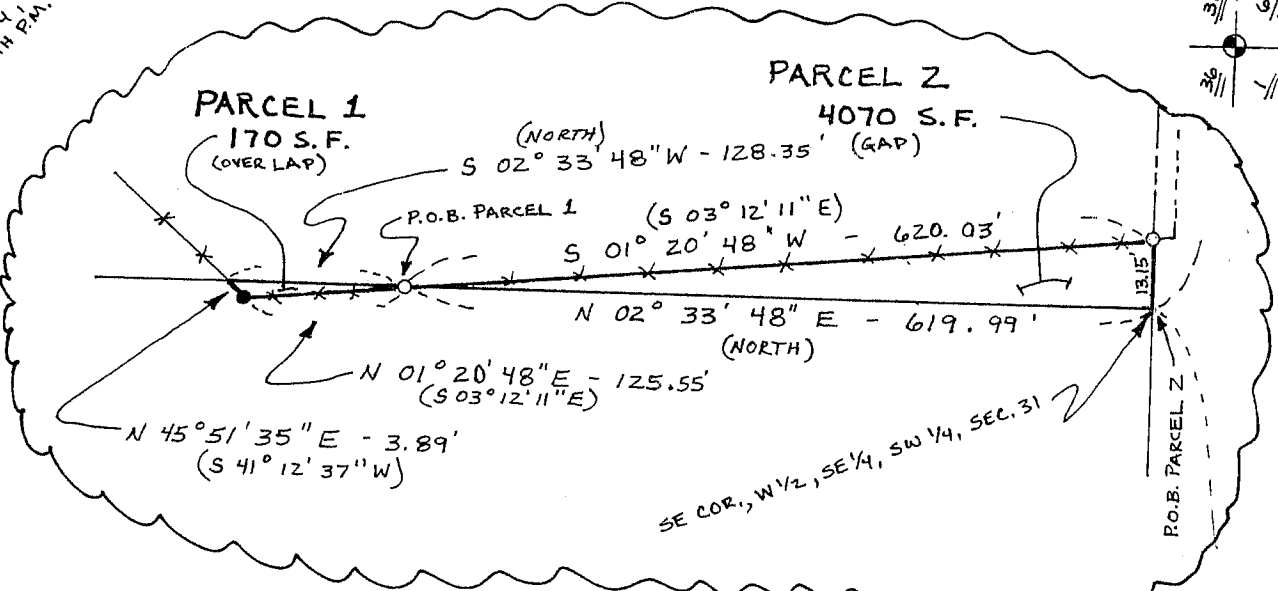 PARCEL 1
170 S.F.
(OVERLAP)
(NORTH)
S 02° 33' 48" W - 128.35'
P.O.B. PARCEL 1
PARCEL 2
4070 S.F.
(GAP)
(S 03° 12' 11" E)
S 01° 20' 48" W - 620.03'
13.15'
N 02° 33' 48" E - 619.99'
(NORTH)
N 01° 20' 48" E - 125.55'
(S 03° 12' 11" E)
N 45° 51' 35" E - 3.89'
(S 41° 12' 37" W)
SE COR., W 1/2, SE 1/4, SW 1/4, SEC. 31
P.O.B. PARCEL 2
36
1